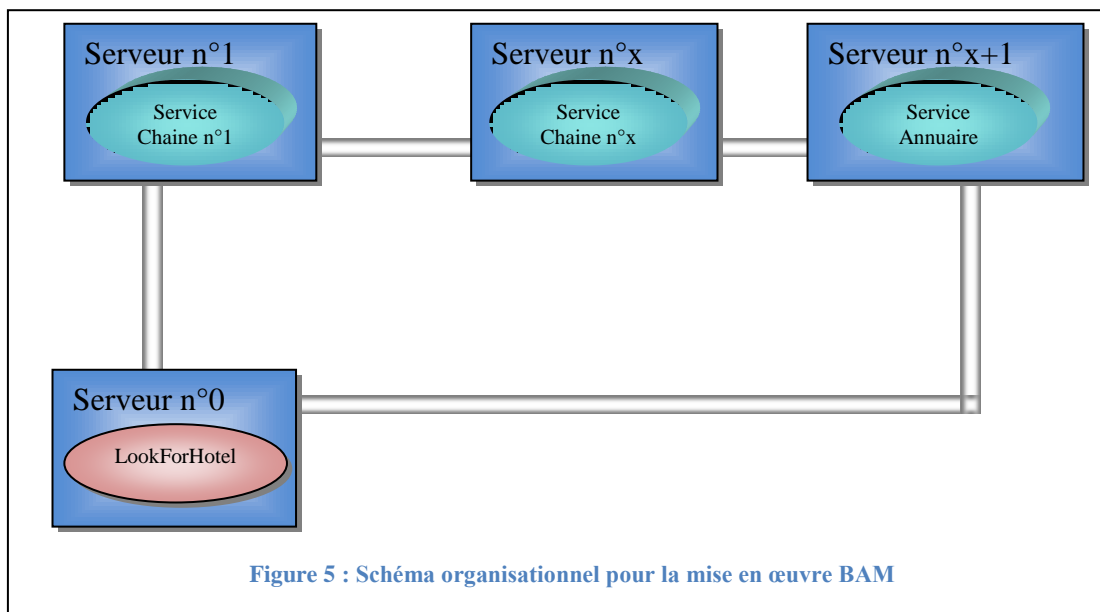 Serveur n°1
Service
Chaine n°1
Serveur n°x
Service
Chaine n°x
Serveur n°x+1
Service
Annuaire
Serveur n°0
LookForHotel
Figure 5 : Schéma organisationnel pour la mise en œuvre BAM